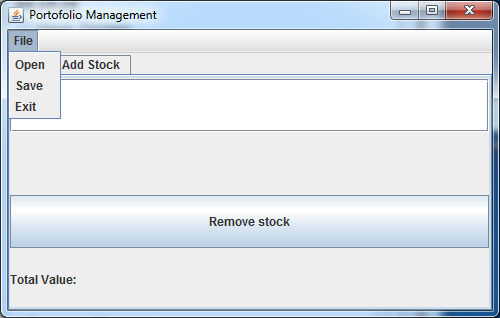 Portofolio Management
File
Open
Add Stock
Save
Exit
Remove stock
Total Value: